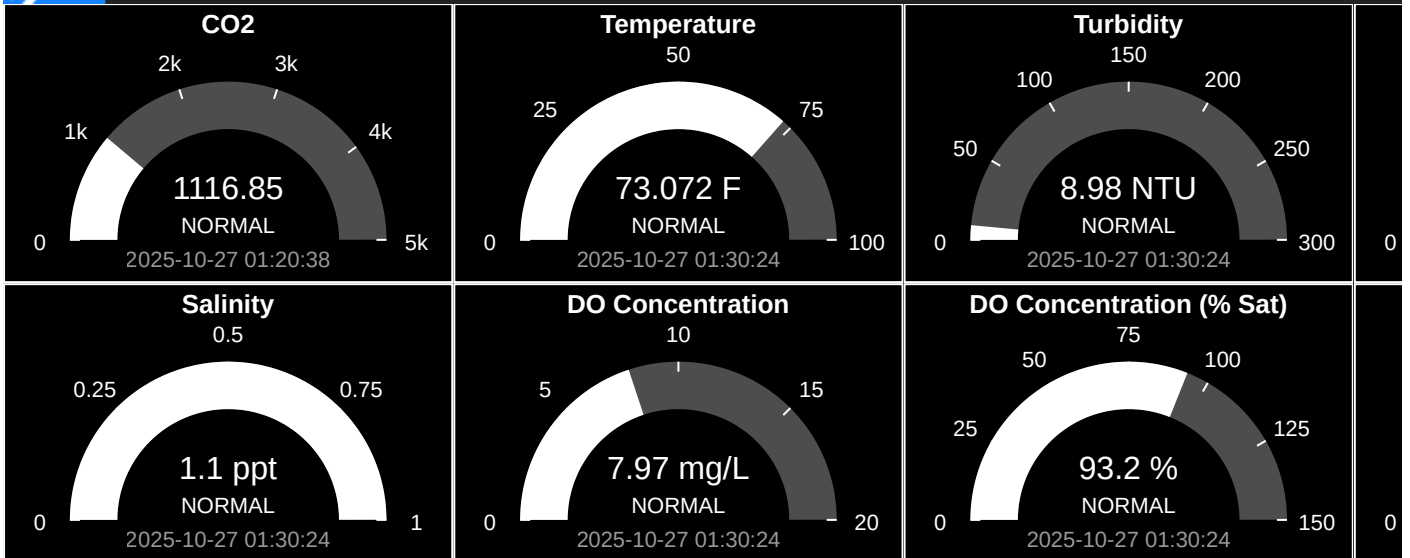 CO2
0
1k
2k
3k
4k
5k
1116.85
NORMAL
2025-10-27 01:20:38
Temperature
0
25
50
75
100
73.072 F
NORMAL
2025-10-27 01:30:24
Turbidity
0
50
100
150
200
250
300
8.98 NTU
NORMAL
2025-10-27 01:30:24
0
Salinity
0
0.25
0.5
0.75
1
1.1 ppt
NORMAL
2025-10-27 01:30:24
DO Concentration
0
5
10
15
20
7.97 mg/L
NORMAL
2025-10-27 01:30:24
DO Concentration (% Sat)
0
25
50
75
100
125
150
93.2 %
NORMAL
2025-10-27 01:30:24
0